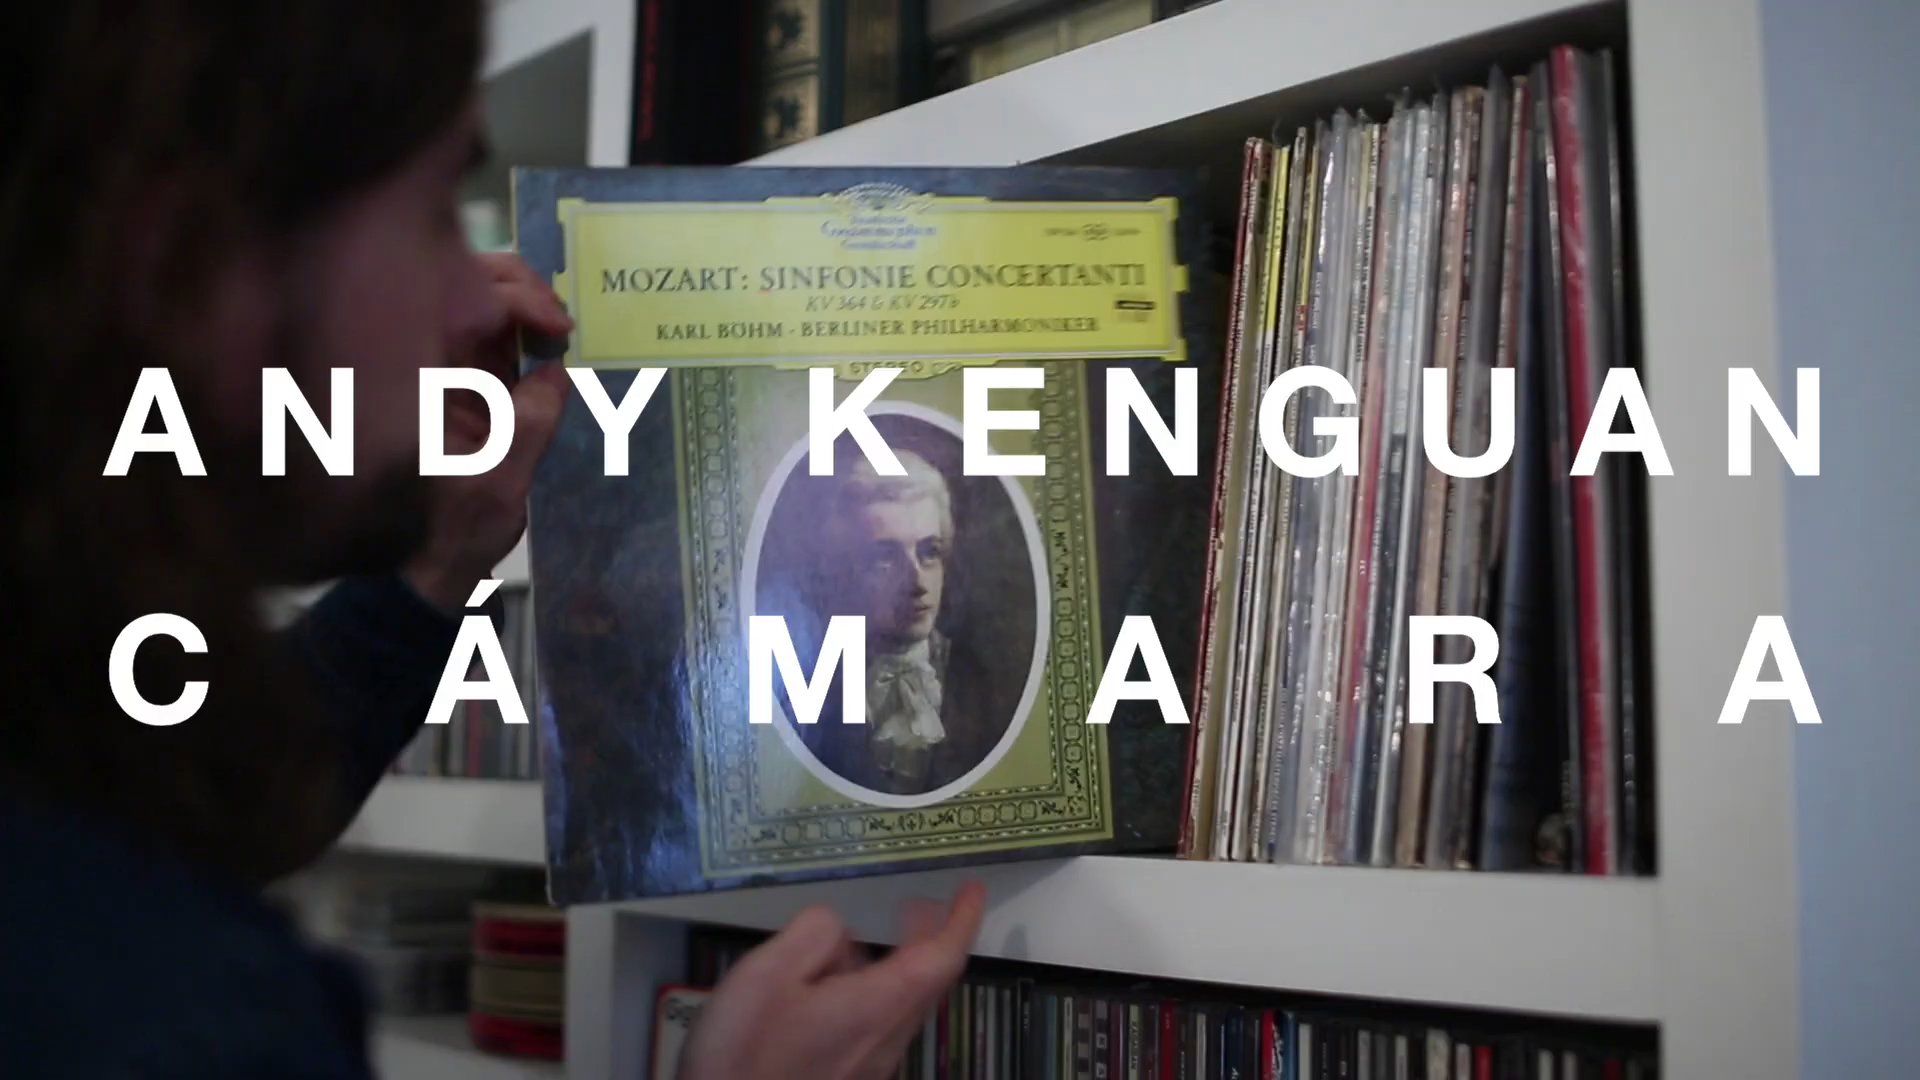 MOZART: SINFONIE CONCERTANTI
KV 364 & KV 297b
KARL BÖHM · BERLINER PHILHARMONIKER
STEREO
ANDY KENGUAN
CÁMARA